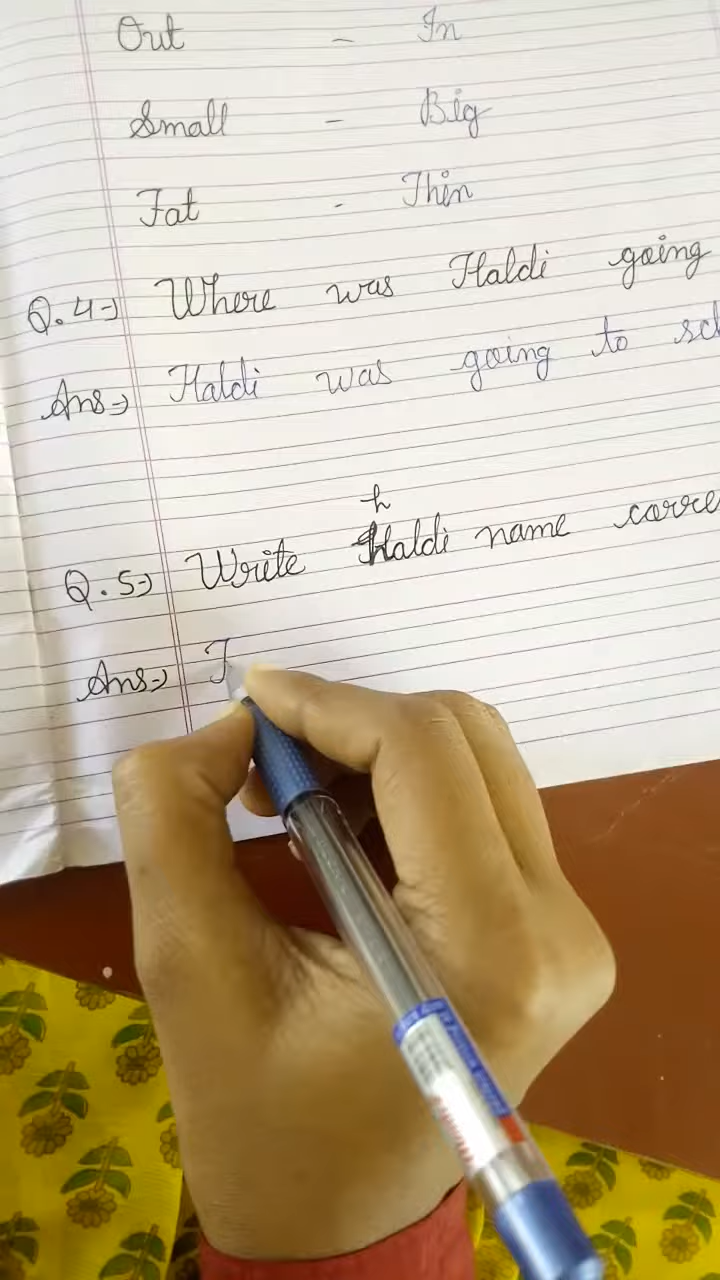 Out - In
Small - Big
Fat - Thin
Q.4→ Where was Haldi going
Ans→ Haldi was going to
h
Q.5→ Write Haldi name
Ans→